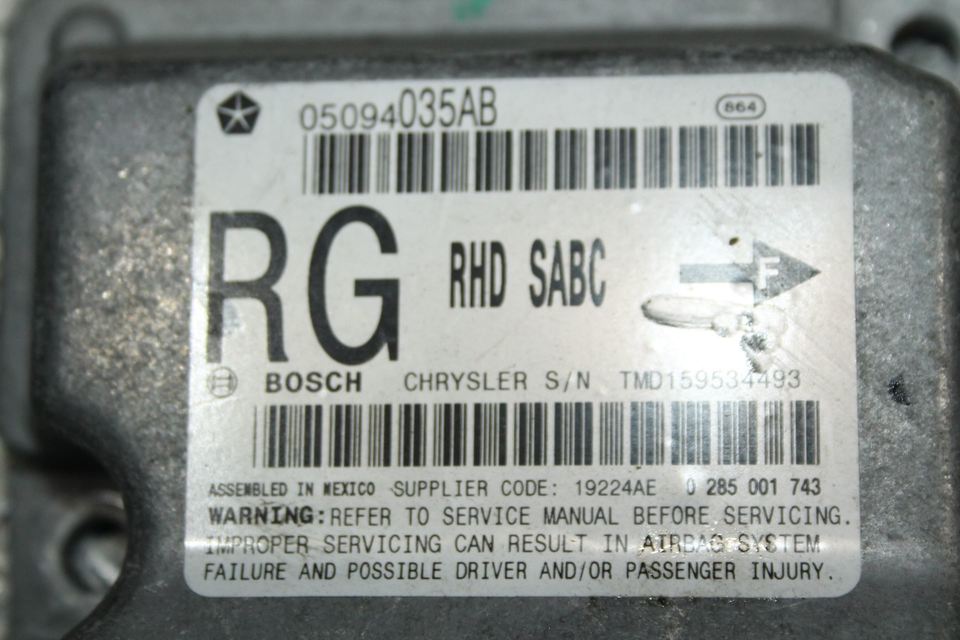 05094035AB 864
RG RHD SABC F
BOSCH CHRYSLER S/N TMD159534493
ASSEMBLED IN MEXICO SUPPLIER CODE: 19224AE 0 285 001 743
WARNING: REFER TO SERVICE MANUAL BEFORE SERVICING.
IMPROPER SERVICING CAN RESULT IN AIRBAG SYSTEM
FAILURE AND POSSIBLE DRIVER AND/OR PASSENGER INJURY.